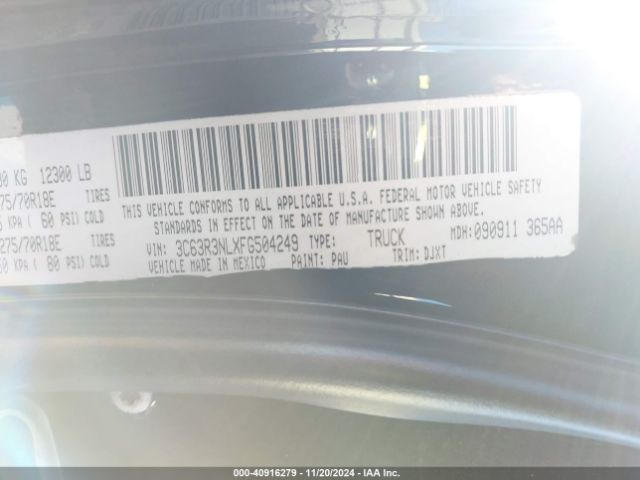 00 KG 12300 LB
75/70R18E TIRES
KPA ( 60 PSI) COLD
275/70R18E TIRES
50 KPA ( 80 PSI) COLD
THIS VEHICLE CONFORMS TO ALL APPLICABLE U.S.A. FEDERAL MOTOR VEHICLE SAFETY
STANDARDS IN EFFECT ON THE DATE OF MANUFACTURE SHOWN ABOVE.
VIN: 3C63R3NLXFG504249 TYPE: TRUCK MDH: 090911 365AA
VEHICLE MADE IN MEXICO PAINT: PAU TRIM: DJXT
000-40916279 - 11/20/2024 - IAA Inc.